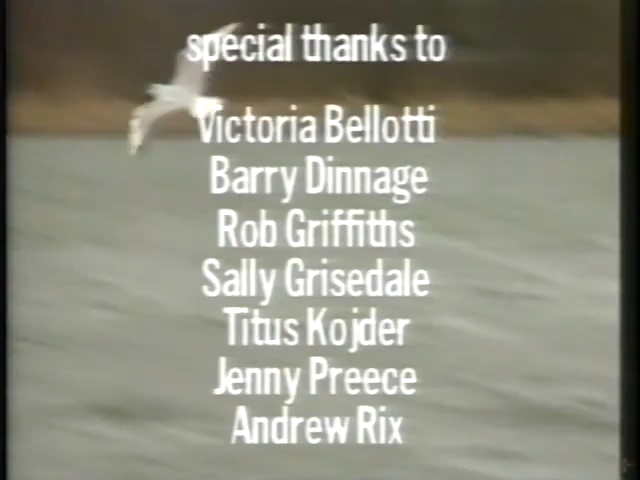 special thanks to
Victoria Bellotti
Barry Dinnage
Rob Griffiths
Sally Grisedale
Titus Kojder
Jenny Preece
Andrew Rix